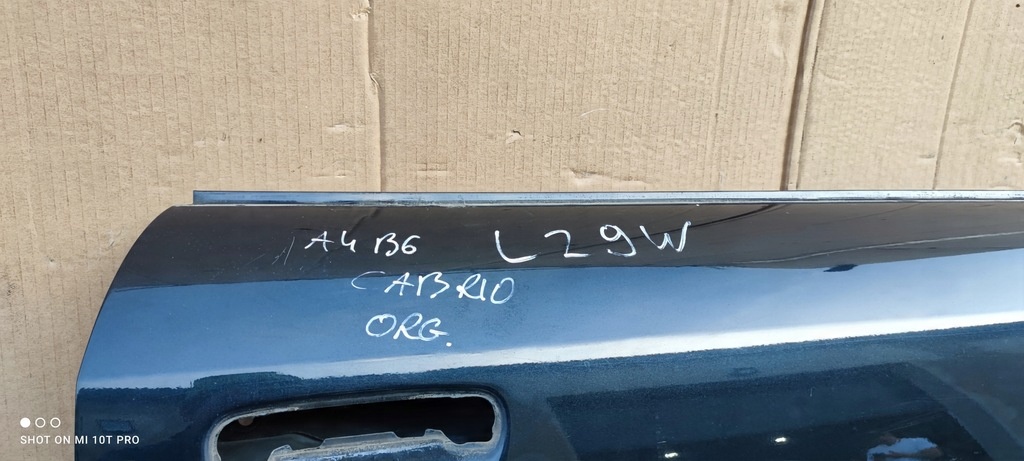 A4 B6 LZ9W
CABRIO
ORG.
SHOT ON MI 10T PRO